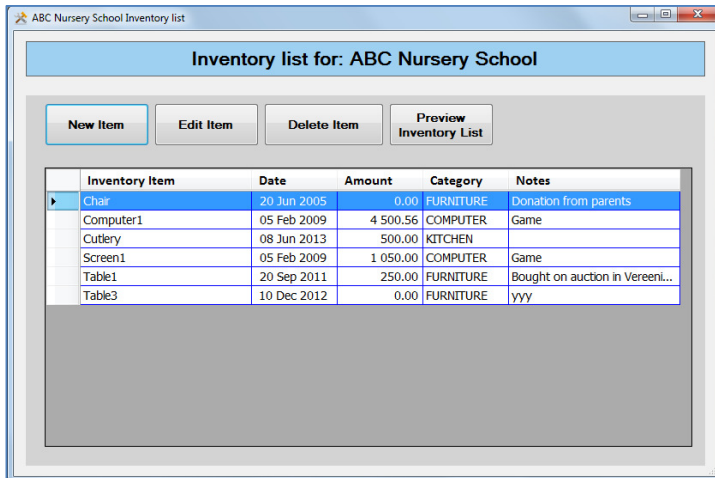 ABC Nursery School Inventory list
Inventory list for: ABC Nursery School
New Item Edit Item Delete Item Preview
Inventory List
Inventory Item Date Amount Category Notes
Chair 20 Jun 2005 0.00 FURNITURE Donation from parents
Computer1 05 Feb 2009 4 500.56 COMPUTER Game
Cutlery 08 Jun 2013 500.00 KITCHEN
Screen1 05 Feb 2009 1 050.00 COMPUTER Game
Table1 20 Sep 2011 250.00 FURNITURE Bought on auction in Vereeni...
Table3 10 Dec 2012 0.00 FURNITURE yyy